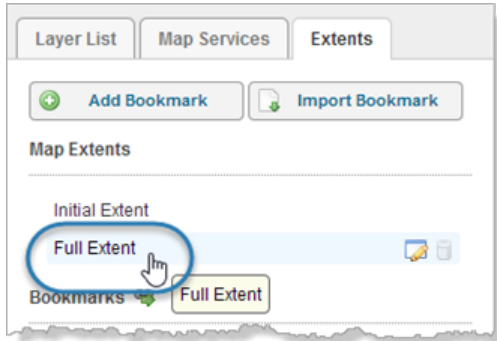 Layer List Map Services Extents
Add Bookmark Import Bookmark
Map Extents
Initial Extent
Full Extent
Bookmarks Full Extent